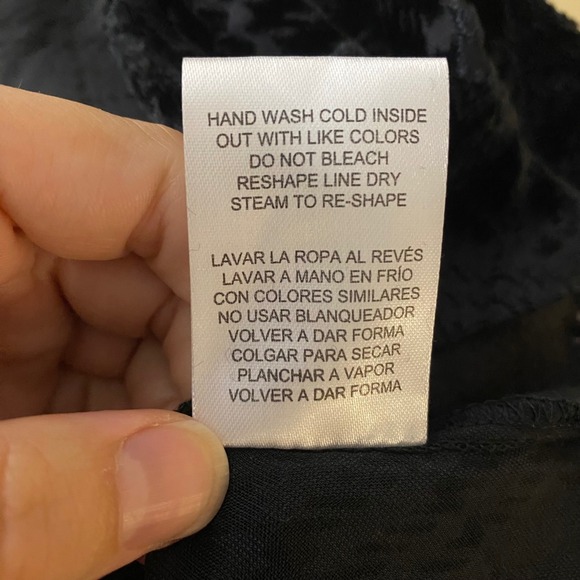 HAND WASH COLD INSIDE
OUT WITH LIKE COLORS
DO NOT BLEACH
RESHAPE LINE DRY
STEAM TO RE-SHAPE
LAVAR LA ROPA AL REVÉS
LAVAR A MANO EN FRÍO
CON COLORES SIMILARES
NO USAR BLANQUEADOR
VOLVER A DAR FORMA
COLGAR PARA SECAR
PLANCHAR A VAPOR
VOLVER A DAR FORMA